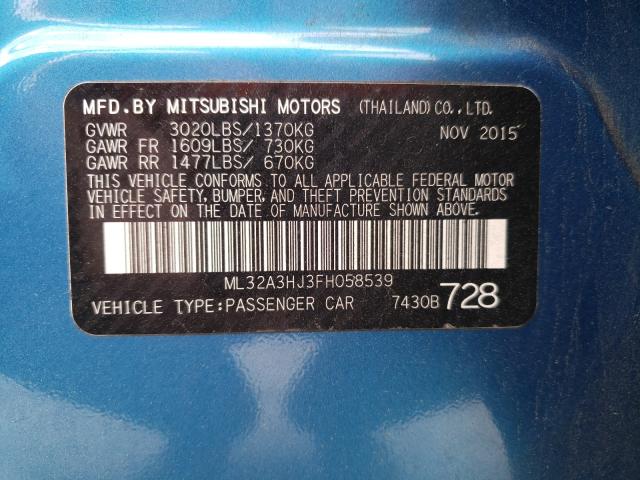 MFD.BY MITSUBISHI MOTORS (THAILAND)CO.,LTD.
GVWR 3020LBS/1370KG NOV 2015
GAWR FR 1609LBS/ 730KG
GAWR RR 1477LBS/ 670KG
THIS VEHICLE CONFORMS TO ALL APPLICABLE FEDERAL MOTOR
VEHICLE SAFETY, BUMPER, AND THEFT PREVENTION STANDARDS
IN EFFECT ON THE DATE OF MANUFACTURE SHOWN ABOVE.
ML32A3HJ3FH058539
VEHICLE TYPE:PASSENGER CAR 7430B 728